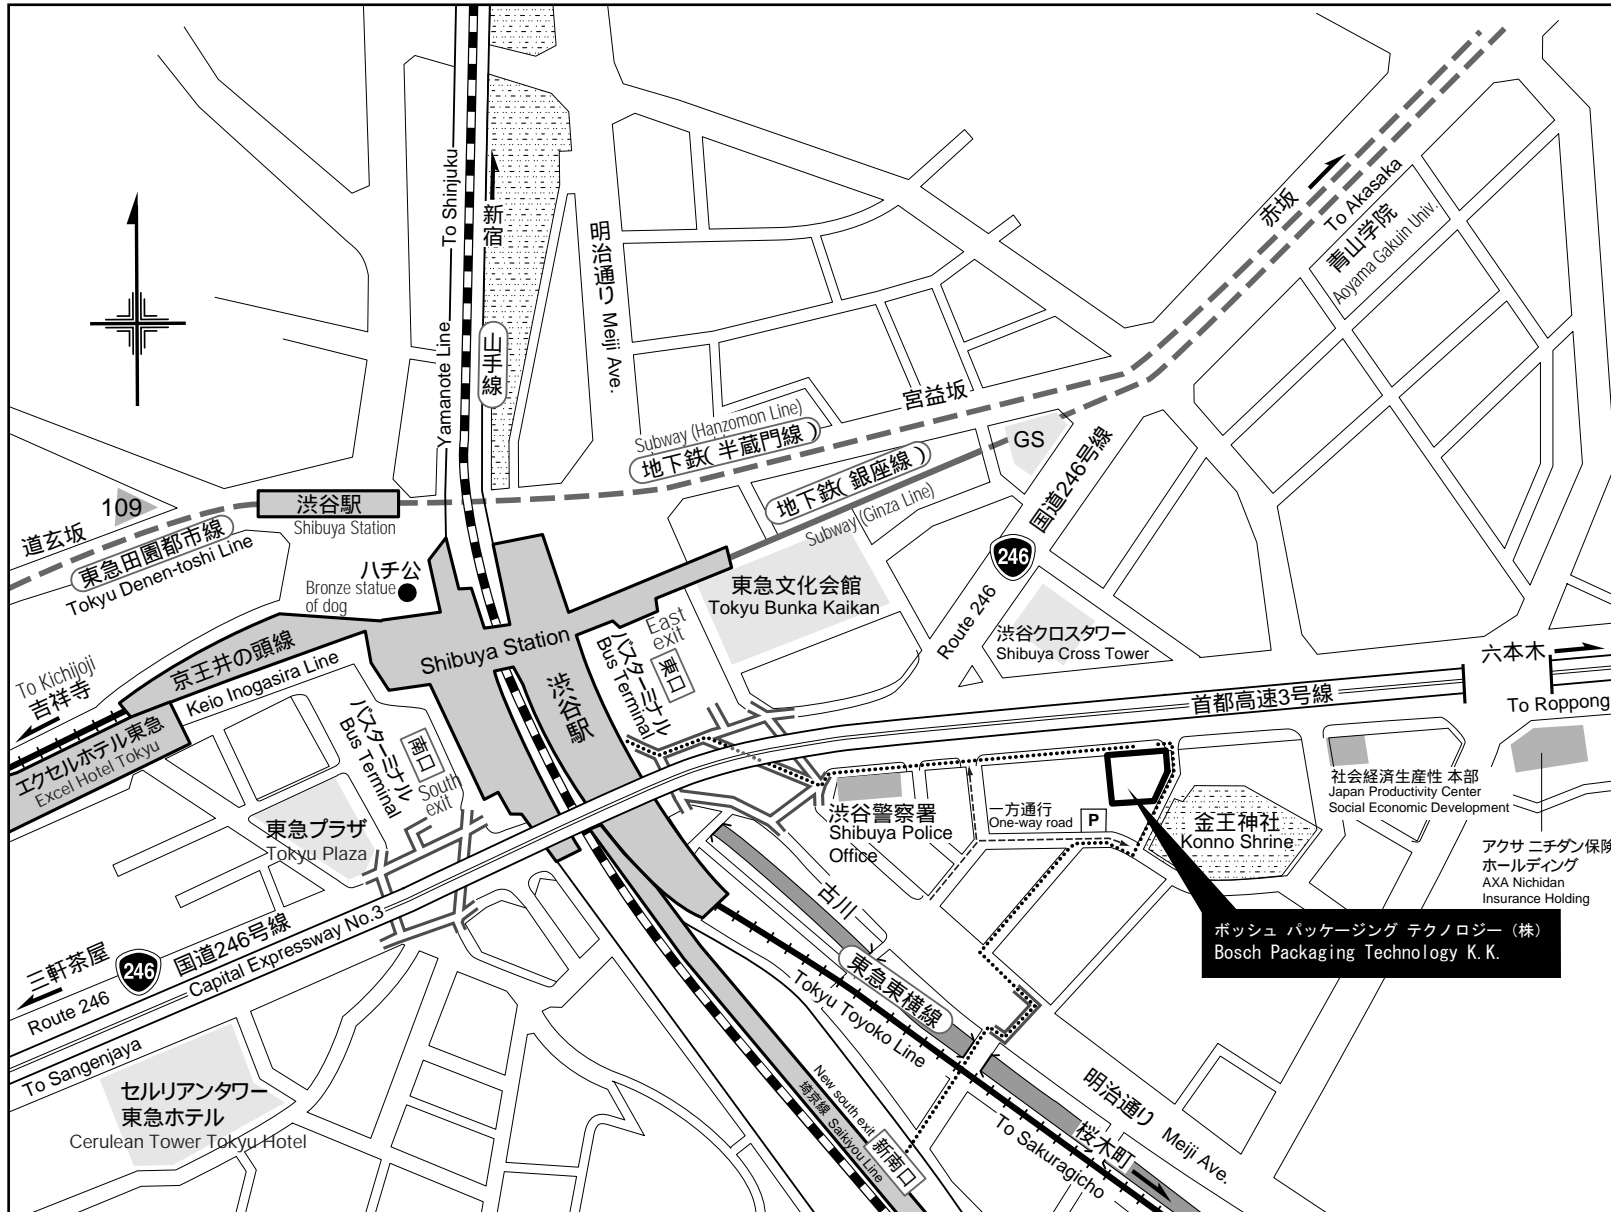 To Shinjuku
新宿
Yamanote Line
山手線
明治通り Meiji Ave.
赤坂
To Akasaka
青山学院
Aoyama Gakuin Univ.
宮益坂
Subway (Hanzomon Line)
地下鉄(半蔵門線)
GS
地下鉄(銀座線)
Subway (Ginza Line)
国道246号線
246
Route 246
109
道玄坂
渋谷駅
Shibuya Station
東急田園都市線
Tokyu Denen-toshi Line
ハチ公
Bronze statue
of dog
東急文化会館
Tokyu Bunka Kaikan
渋谷クロスタワー
Shibuya Cross Tower
East
exit
東口
バスターミナル
Bus Terminal
Shibuya Station
渋谷駅
京王井の頭線
Keio Inogasira Line
To Kichijoji
吉祥寺
エクセルホテル東急
Excel Hotel Tokyu
バスターミナル
Bus Terminal
南口
South
exit
東急プラザ
Tokyu Plaza
六本木
To Roppong
首都高速3号線
社会経済生産性 本部
Japan Productivity Center
Social Economic Development
アクサ ニチダン保険
ホールディング
AXA Nichidan
Insurance Holding
渋谷警察署
Shibuya Police
Office
一方通行
One-way road
P
金王神社
Konno Shrine
ボッシュ パッケージング テクノロジー (株)
Bosch Packaging Technology K.K.
古川
東急東横線
Tokyu Toyoko Line
三軒茶屋
246
国道246号線
Route 246
Capital Expressway No.3
To Sangenjaya
セルリアンタワー
東急ホテル
Cerulean Tower Tokyu Hotel
New south exit
埼京線 Saikiyou Line
新南口
明治通り Meiji Ave.
桜木町
To Sakuragicho